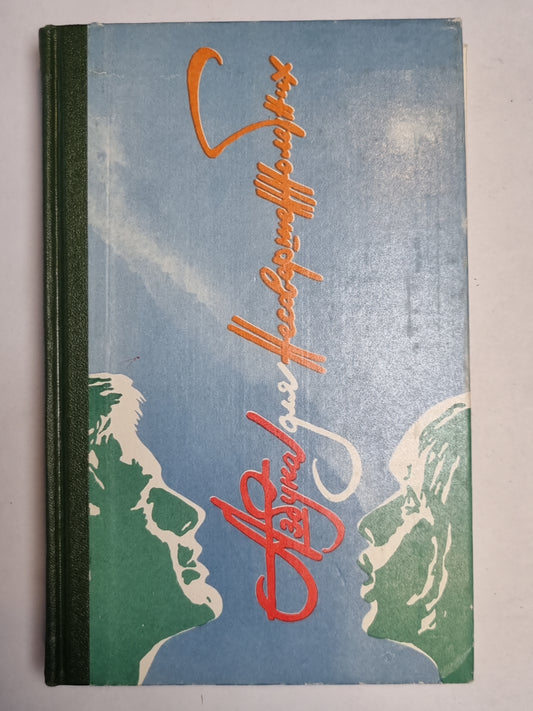 Азбука для Несовершеннолетних